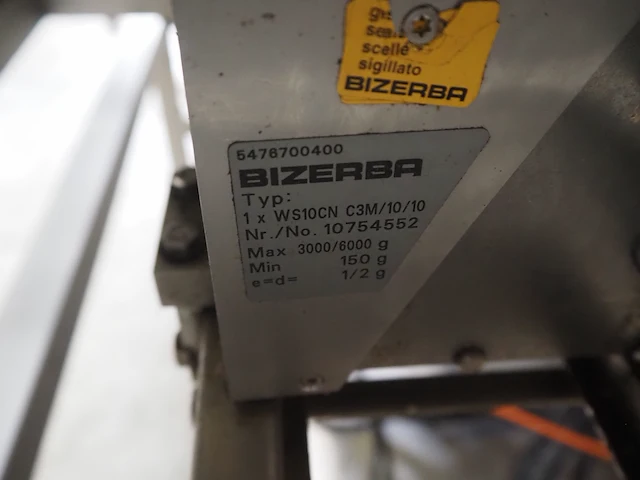 scellé
sigillato
BIZERBA
5476700400
BIZERBA
Typ:
1 x WS10CN C3M/10/10
Nr./No. 10754552
Max 3000/6000 g
Min 150 g
e=d= 1/2 g